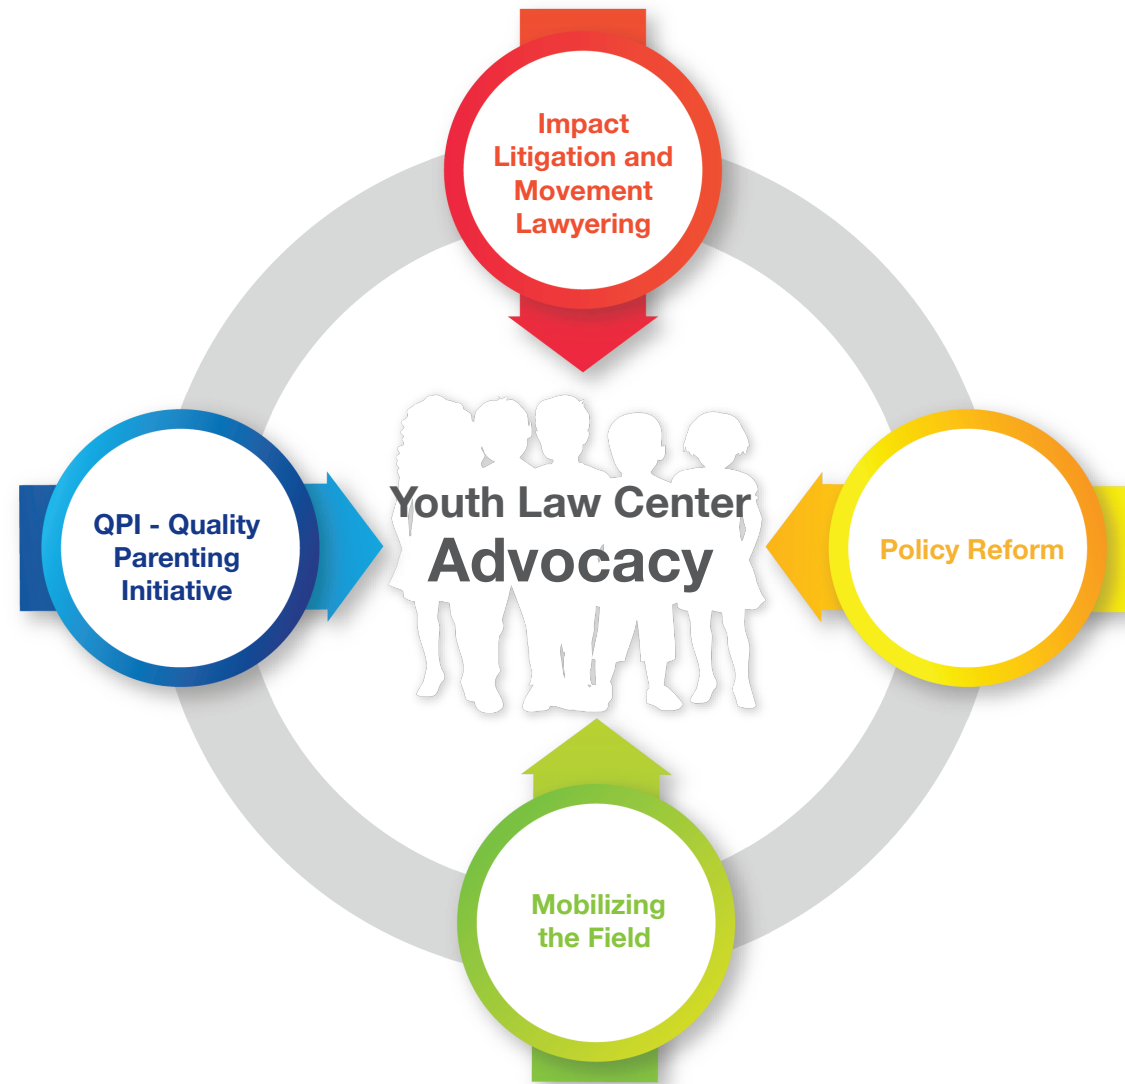 Impact
Litigation and
Movement
Lawyering
QPI - Quality
Parenting
Initiative
Youth Law Center
Advocacy
Policy Reform
Mobilizing
the Field